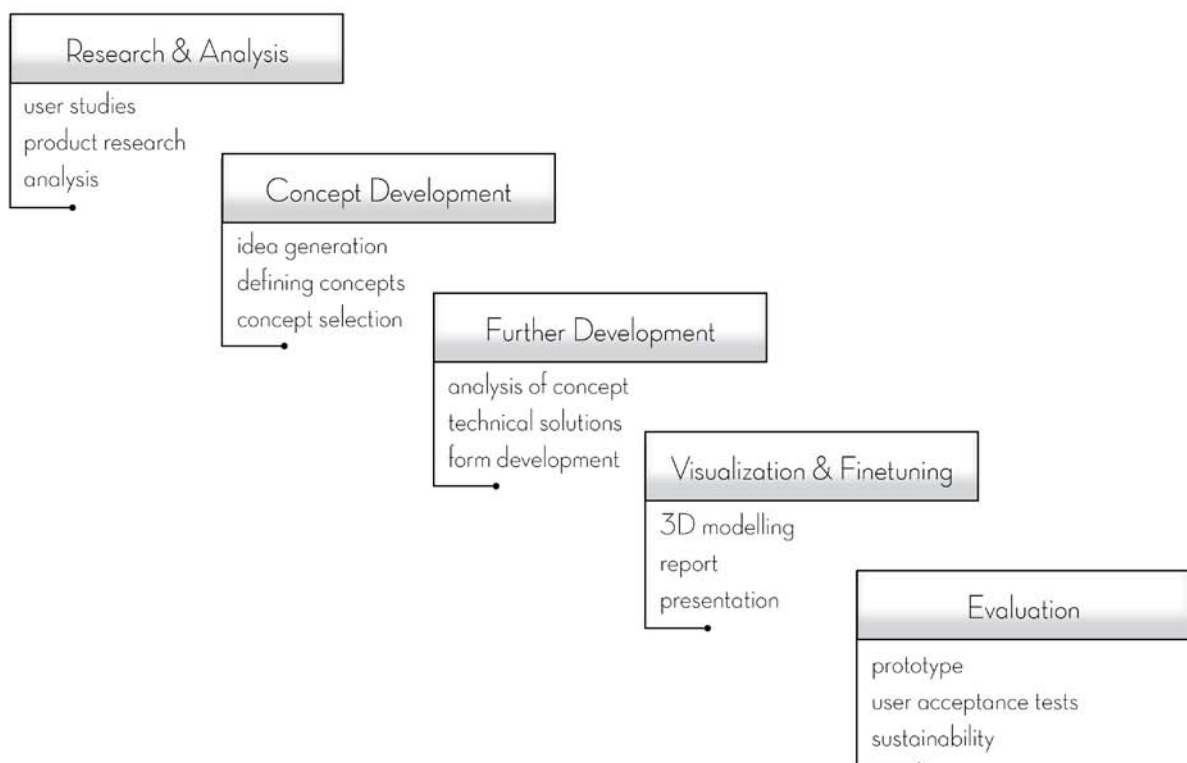 Research & Analysis
user studies
product research
analysis
Concept Development
idea generation
defining concepts
concept selection
Further Development
analysis of concept
technical solutions
form development
Visualization & Finetuning
3D modelling
report
presentation
Evaluation
prototype
user acceptance tests
sustainability